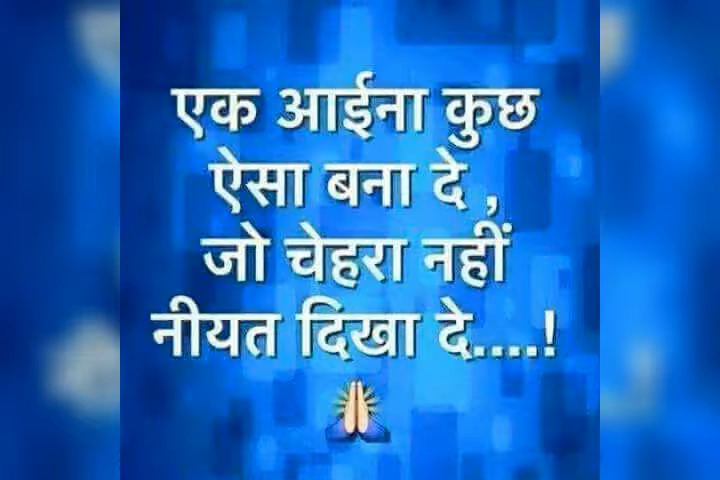 एक आईना कुछ
ऐसा बना दे ,
जो चेहरा नहीं
नीयत दिखा दे....!